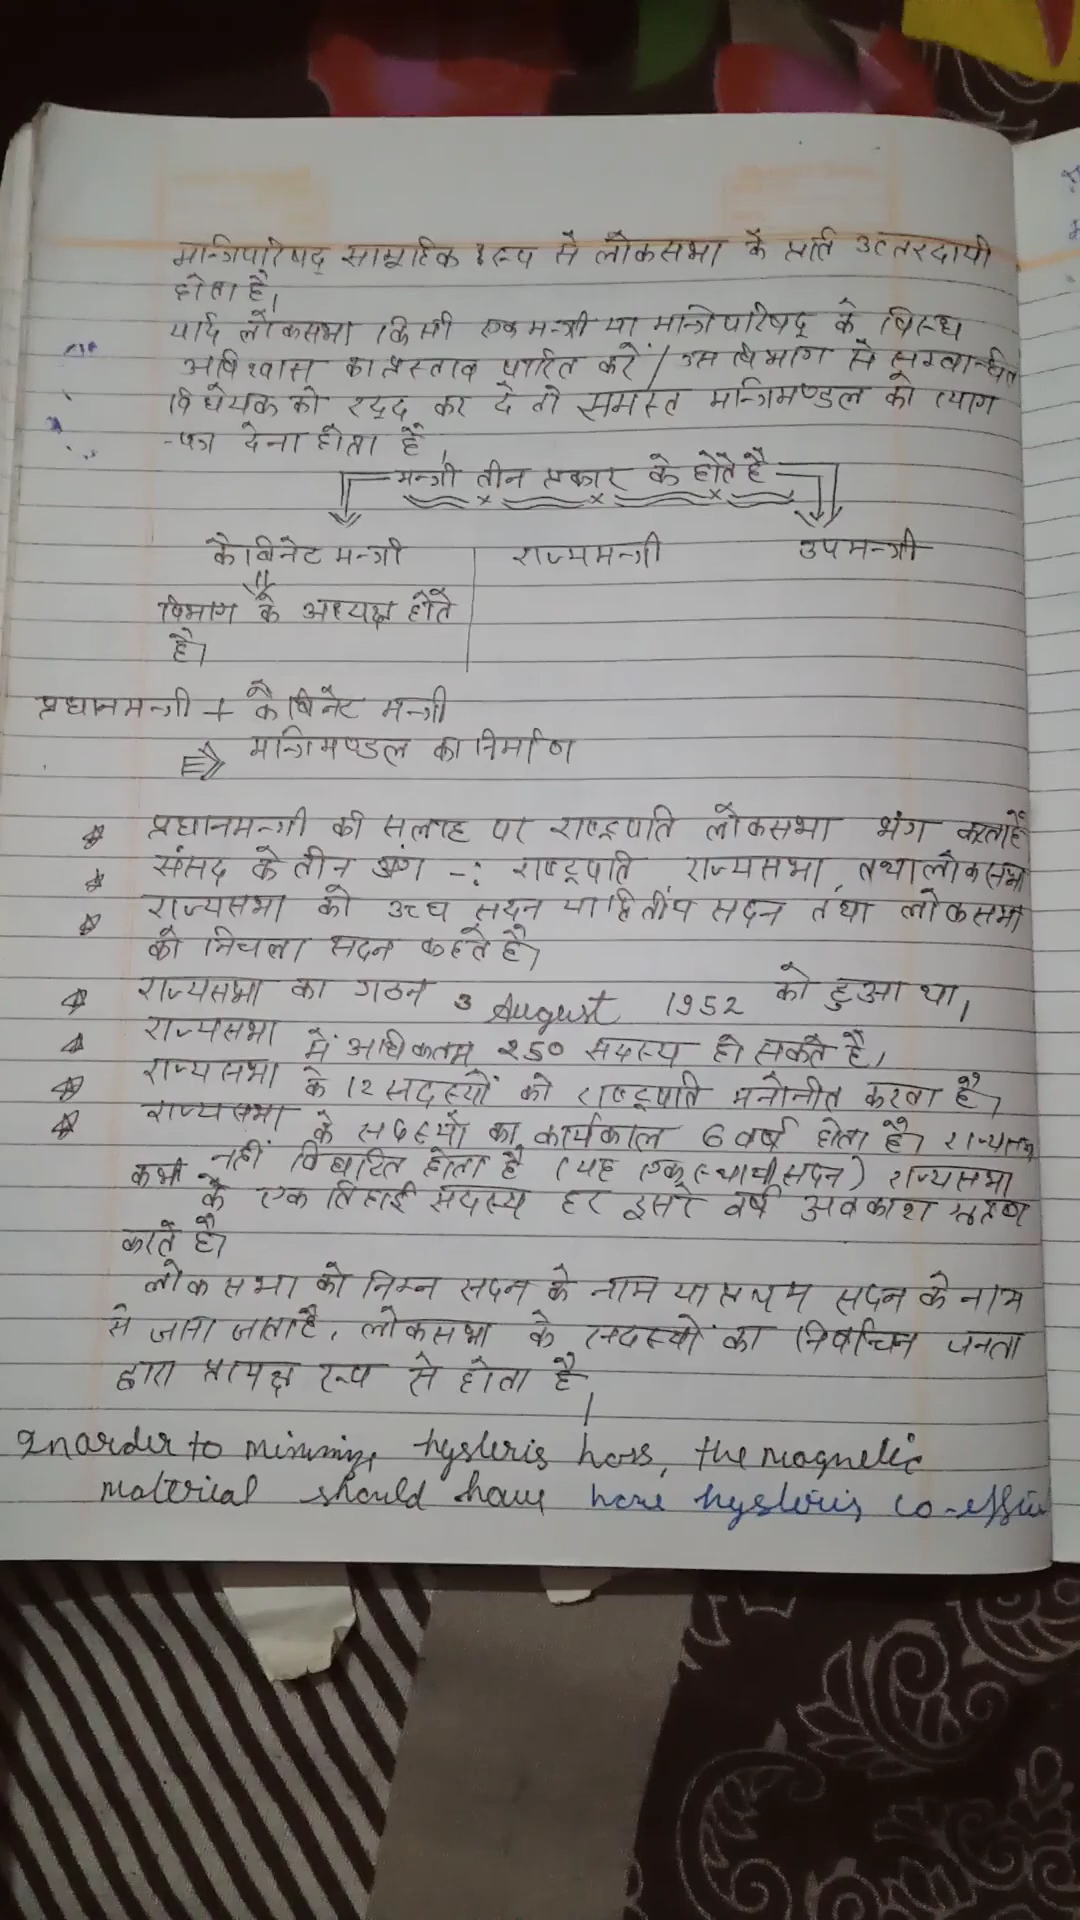 मन्त्रिपरिषद् सामूहिक रूप से लोकसभा के प्रति उत्तरदायी
होता है।
यदि लोकसभा किसी एक मन्त्री या मन्त्रिपरिषद् के विरुध
अविश्वास का प्रस्ताव पारित करें / उस विभाग से सम्बन्धित
विधेयक को रद्द कर दे तो समस्त मन्त्रिमण्डल को त्याग
-पत्र देना होता है।
मन्त्री तीन प्रकार के होते है
कैबिनेट मन्त्री राज्यमन्त्री उपमन्त्री
विभाग के अध्यक्ष होते
है।
प्रधानमन्त्री + कैबिनेट मन्त्री
⇒ मन्त्रिमण्डल का निर्माण
प्रधानमन्त्री की सलाह पर राष्ट्रपति लोकसभा भंग करता है
संसद के तीन अंग -: राष्ट्रपति, राज्यसभा, तथा लोकसभा
राज्यसभा को उच्च सदन या द्वितीय सदन तथा लोकसभा
को निचला सदन कहते है।
राज्यसभा का गठन 3 August 1952 को हुआ था।
राज्यसभा में अधिकतम 250 सदस्य हो सकते है।
राज्यसभा के 12 सदस्यों को राष्ट्रपति मनोनीत करता है।
राज्यसभा के सदस्यों का कार्यकाल 6 वर्ष होता है। राज्यसभा
कभी नहीं विघटित होता है (यह एक स्थायी सदन) राज्यसभा
के एक तिहाई सदस्य हर दूसरे वर्ष अवकाश ग्रहण
करते है।
लोकसभा को निम्न सदन के नाम या प्रथम सदन के नाम
से जाना जाता है। लोकसभा के सदस्यों का निर्वाचन जनता
द्वारा प्रत्यक्ष रूप से होता है।
In order to minimize hysteris loss, the magnetic
material should have hysteris co-effici